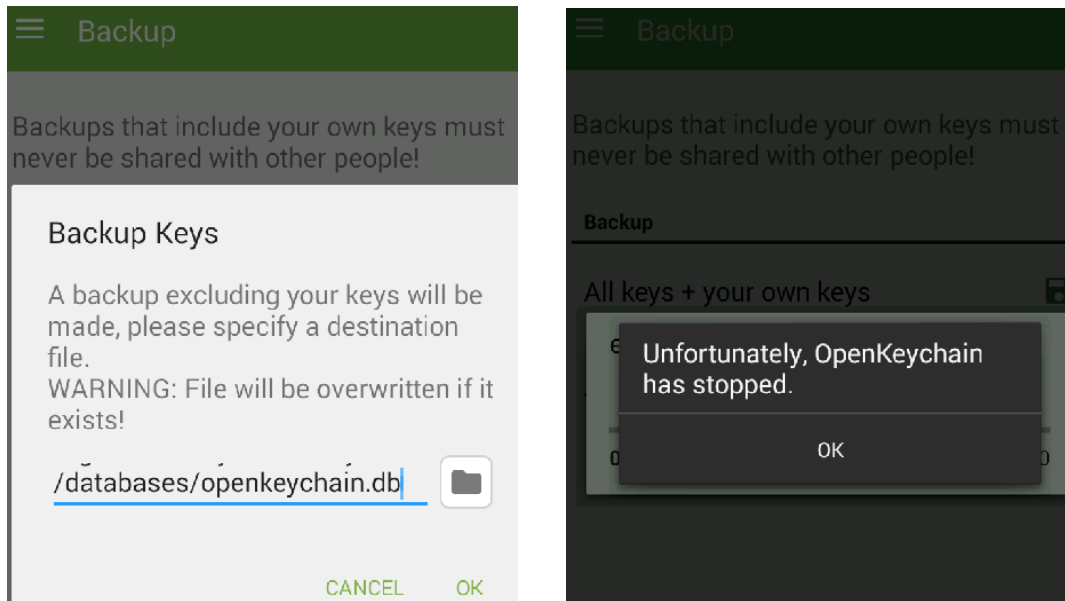 Backup
Backups that include your own keys must
never be shared with other people!
Backup Keys
A backup excluding your keys will be
made, please specify a destination
file.
WARNING: File will be overwritten if it
exists!
/databases/openkeychain.db
CANCEL OK
Backup
Backups that include your own keys must
never be shared with other people!
Backup
All keys + your own keys
Unfortunately, OpenKeychain
has stopped.
OK